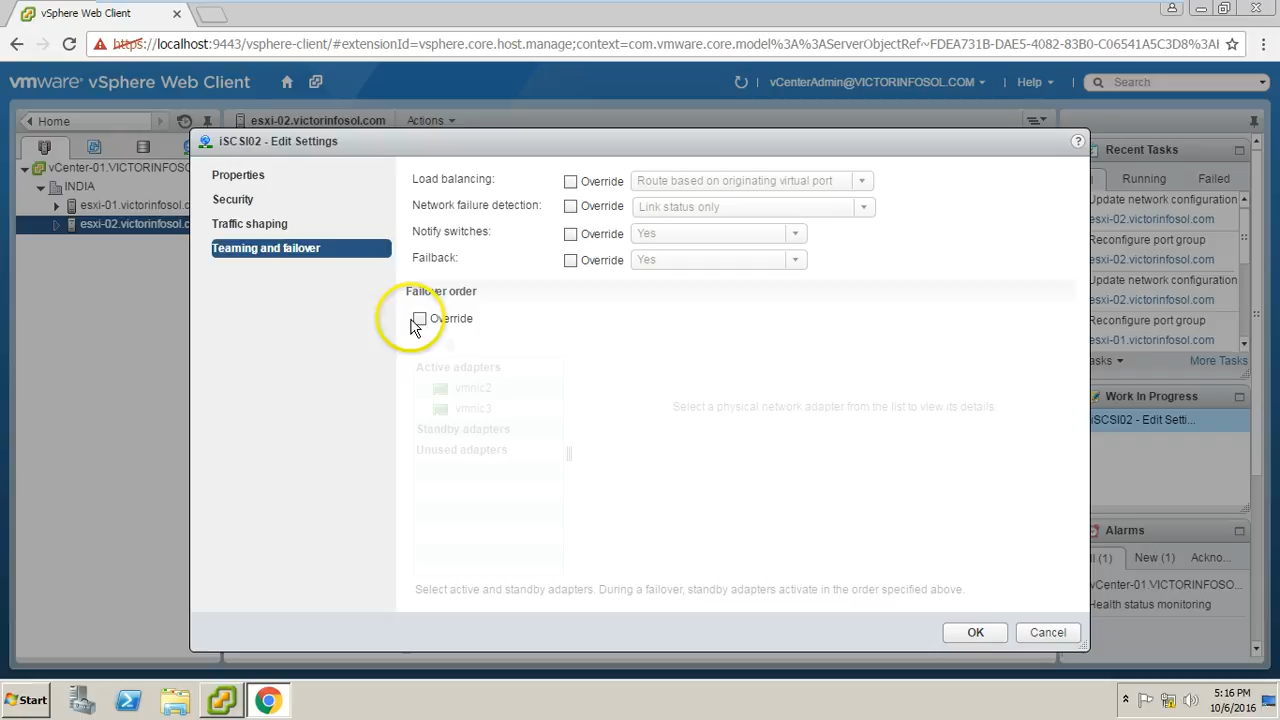 vSphere Web Client
https://localhost:9443/vsphere-client/#extensionId=vsphere.core.host.manage;context=com.vmware.core.model%3A%3AServerObjectRef~FDEA731B-DAE5-4082-83B0-C06541A5C3D8%3AI
vmware vSphere Web Client
vCenterAdmin@VICTORINFOSOL.COM
Help
Search
Home
esxi-02.victorinfosol.com
Actions
vCenter-01.VICTORINFOSO
INDIA
esxi-01.victorinfosol.c
esxi-02.victorinfosol.c
iSCSI02 - Edit Settings
?
Properties
Security
Traffic shaping
Teaming and failover
Load balancing:
Override
Route based on originating virtual port
Network failure detection:
Override
Link status only
Notify switches:
Override
Yes
Failback:
Override
Yes
Failover order
Override
Active adapters
vmnic2
vmnic3
Standby adapters
Unused adapters
Select a physical network adapter from the list to view its details.
Select active and standby adapters. During a failover, standby adapters activate in the order specified above.
OK
Cancel
Recent Tasks
Running
Failed
Update network configuration
esxi-02.victorinfosol.com
Reconfigure port group
esxi-02.victorinfosol.com
Update network configuration
esxi-02.victorinfosol.com
Reconfigure port group
esxi-02.victorinfosol.com
asks
More Tasks
Work In Progress
iSCSI02 - Edit Setti...
Alarms
ll (1)
New (1)
Ackno...
vCenter-01.VICTORINFOSO...
Health status monitoring
Start
5:16 PM
10/6/2016